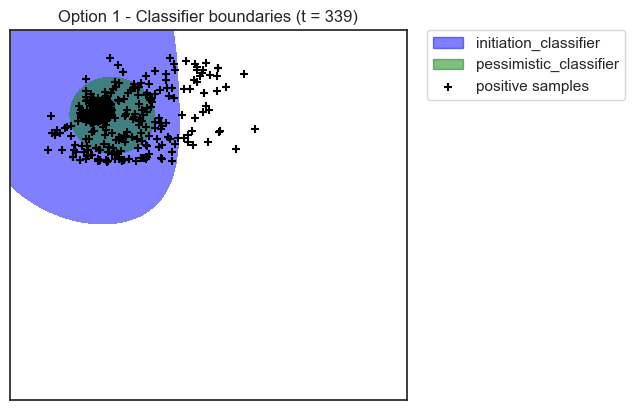 Option 1 - Classifier boundaries (t = 339)
initiation_classifier
pessimistic_classifier
positive samples